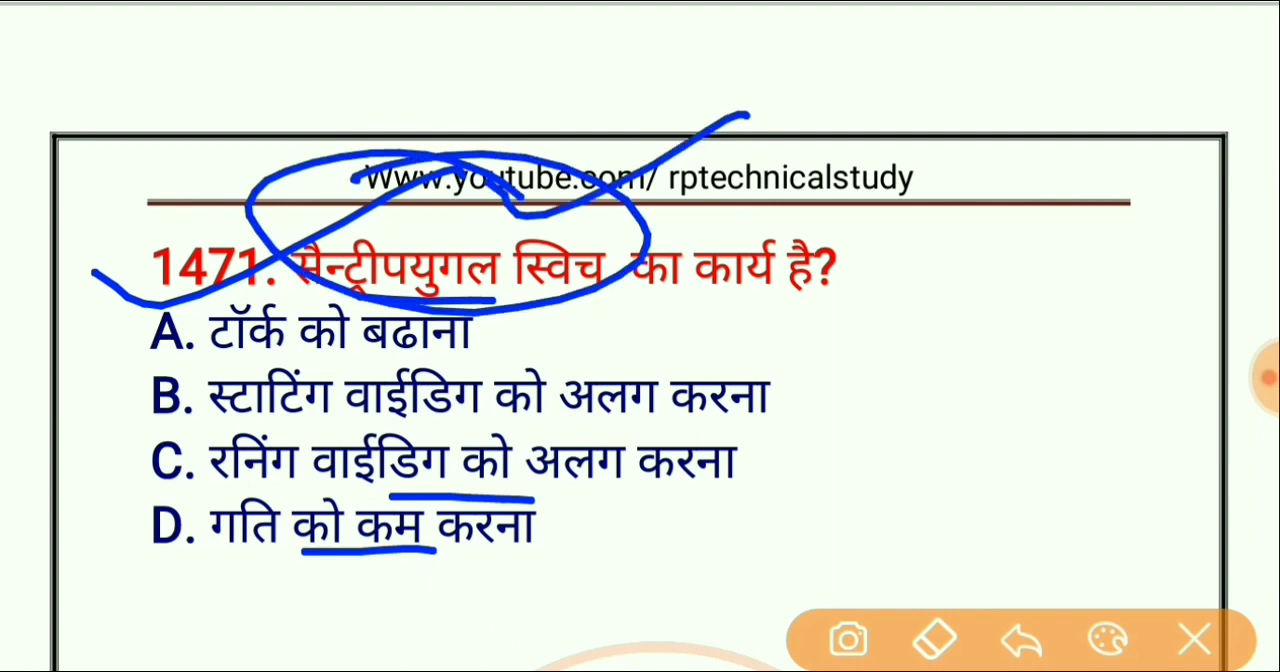 Www.youtube.com/ rptechnicalstudy
1471. सैन्ट्रीपयुगल स्विच का कार्य है?
A. टॉर्क को बढाना
B. स्टाटिंग वाईडिग को अलग करना
C. रनिंग वाईडिग को अलग करना
D. गति को कम करना